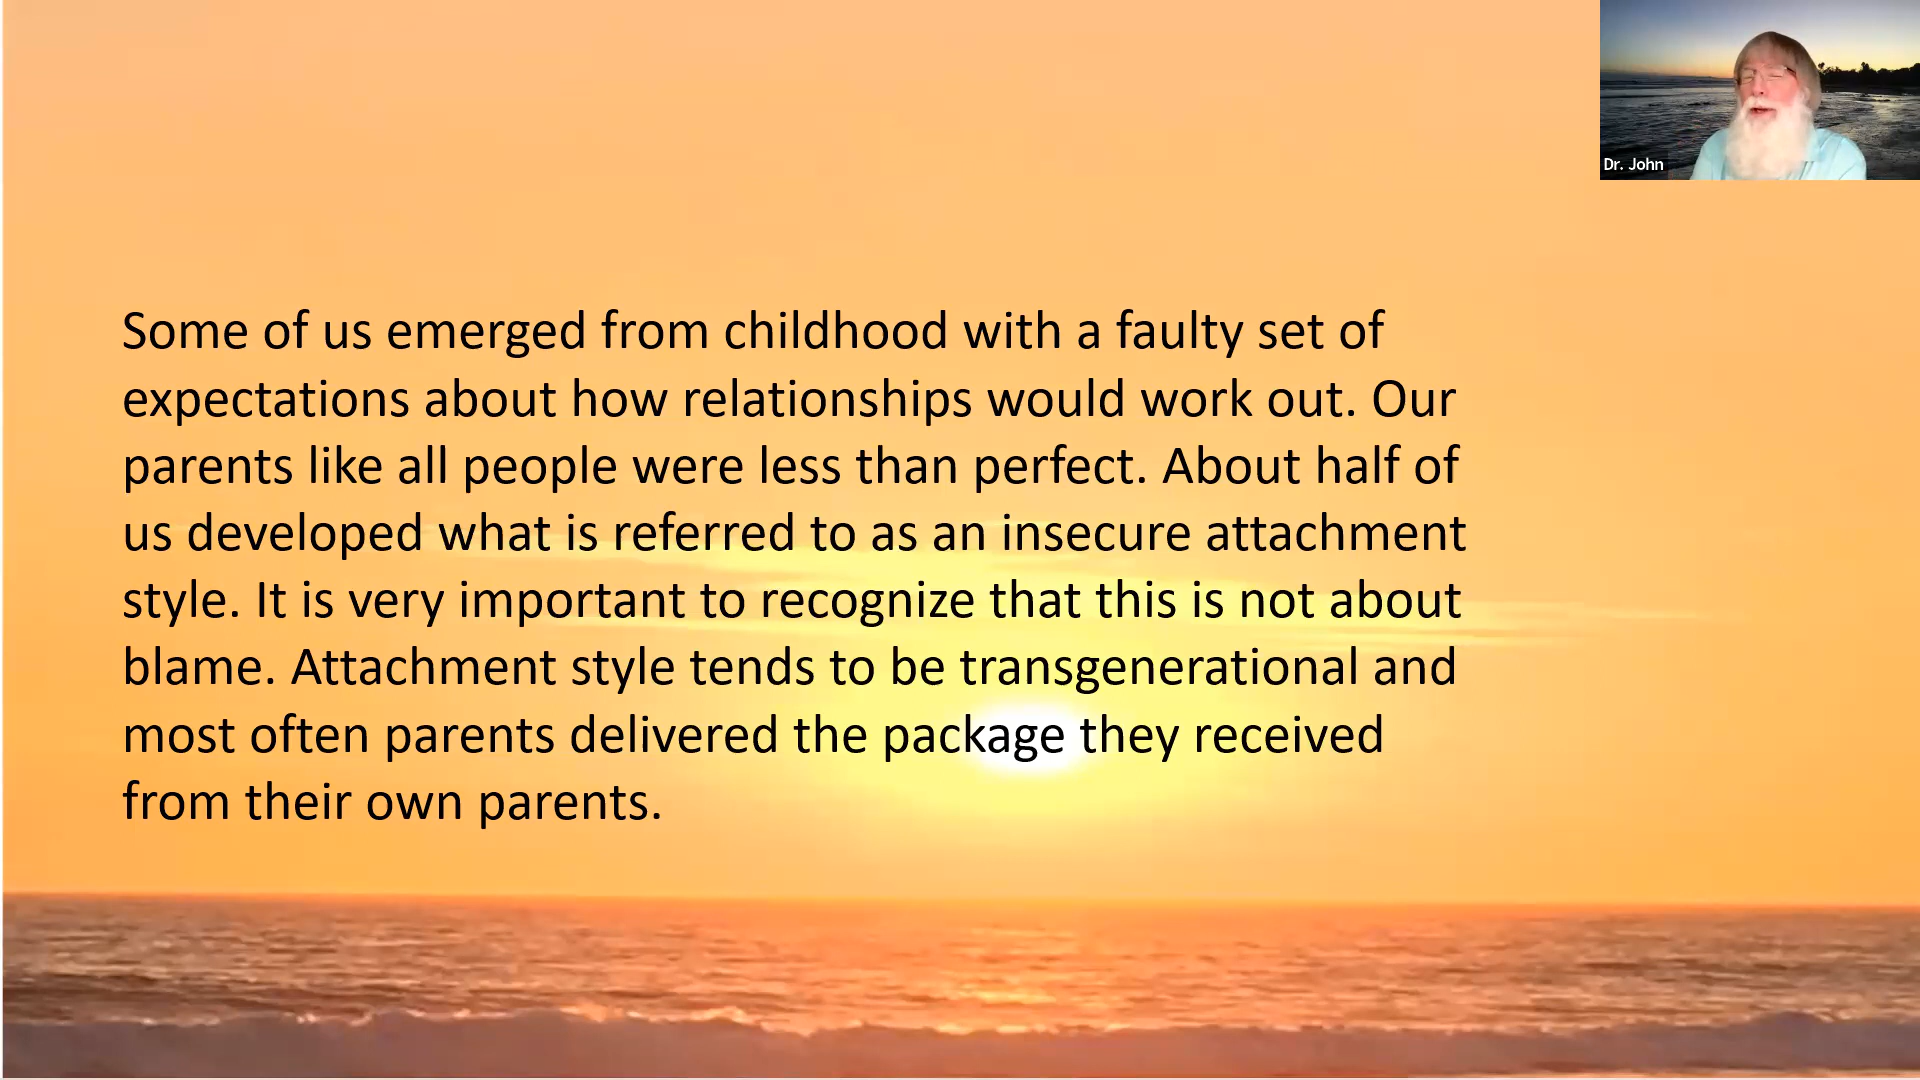 Dr. John
Some of us emerged from childhood with a faulty set of
expectations about how relationships would work out. Our
parents like all people were less than perfect. About half of
us developed what is referred to as an insecure attachment
style. It is very important to recognize that this is not about
blame. Attachment style tends to be transgenerational and
most often parents delivered the package they received
from their own parents.